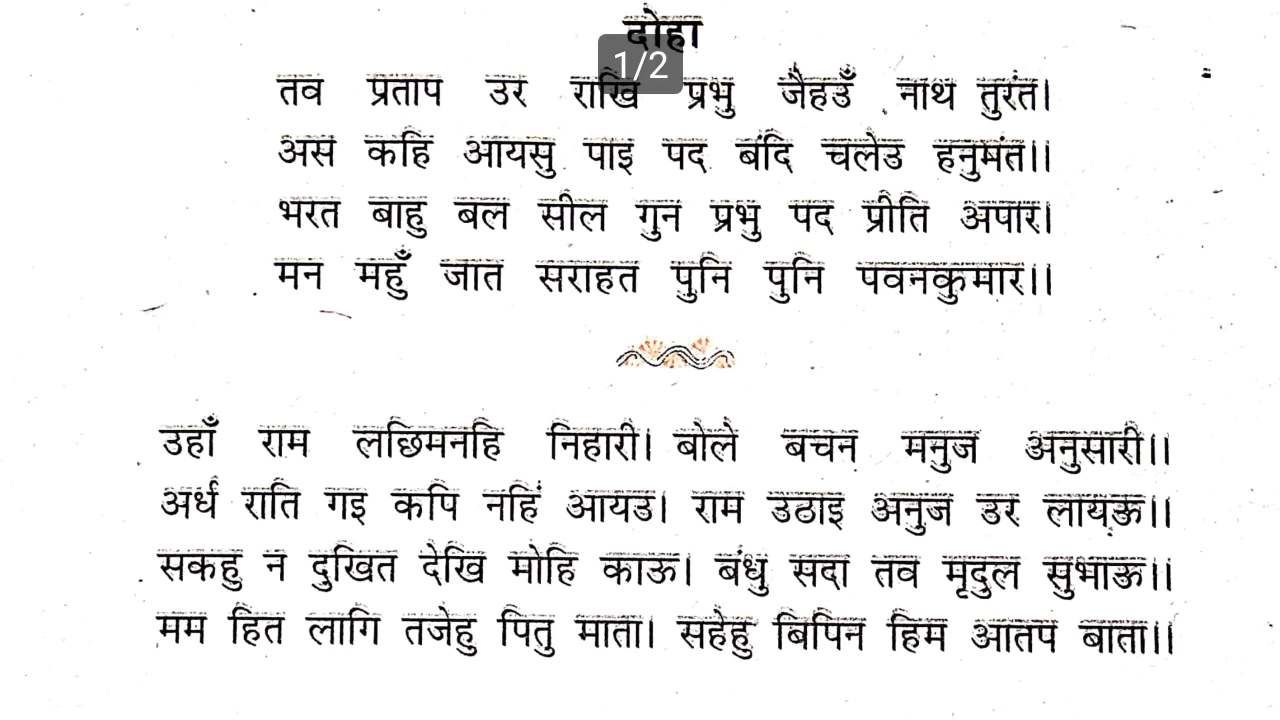 दोहा
1/2
तव प्रताप उर राखि प्रभु जैहउँ नाथ तुरंत।
अस कहि आयसु पाइ पद बंदि चलेउ हनुमंत।।
भरत बाहु बल सील गुन प्रभु पद प्रीति अपार।
मन महुँ जात सराहत पुनि पुनि पवनकुमार।।
उहाँ राम लछिमनहि निहारी। बोले बचन मनुज अनुसारी।।
अर्ध राति गइ कपि नहिं आयउ। राम उठाइ अनुज उर लायऊ।।
सकहु न दुखित देखि मोहि काऊ। बंधु सदा तव मृदुल सुभाऊ।।
मम हित लागि तजेहु पितु माता। सहेहु बिपिन हिम आतप बाता।।